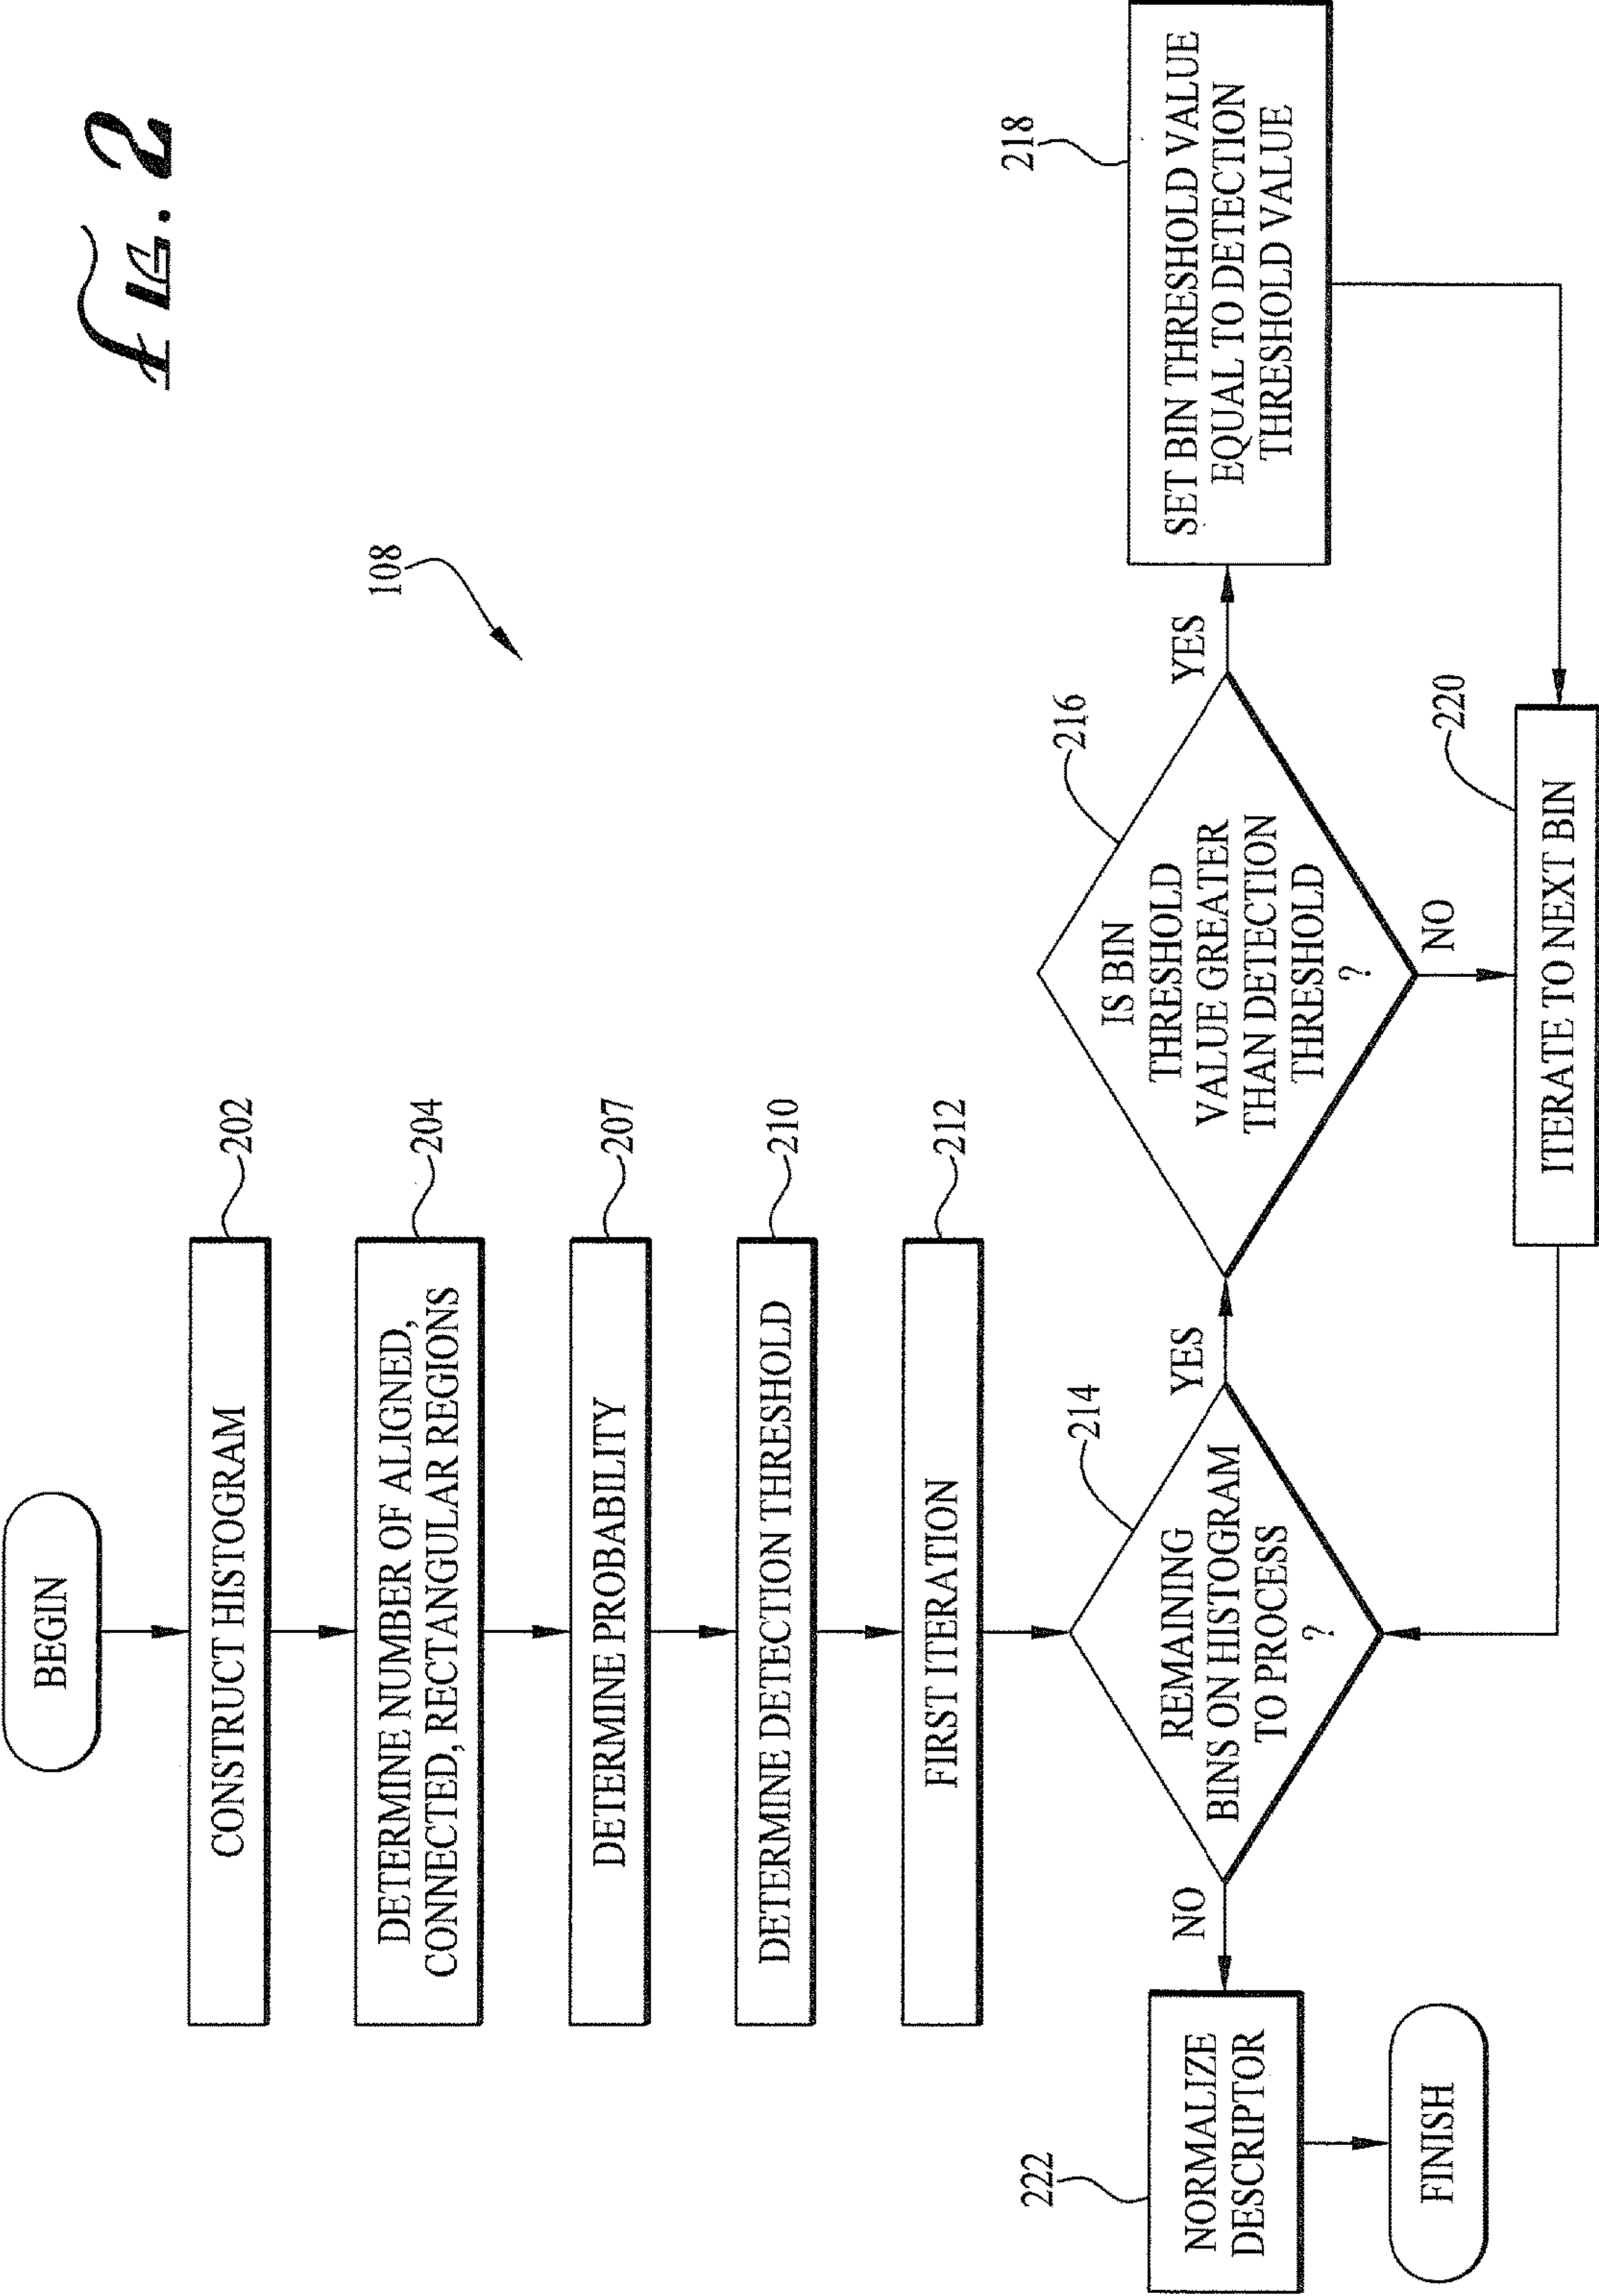 FIG. 2
108
BEGIN
CONSTRUCT HISTOGRAM
202
DETERMINE NUMBER OF ALIGNED,
CONNECTED, RECTANGULAR REGIONS
204
DETERMINE PROBABILITY
207
DETERMINE DETECTION THRESHOLD
210
FIRST ITERATION
212
REMAINING
BINS ON HISTOGRAM
TO PROCESS
?
214
YES
NO
IS BIN
THRESHOLD
VALUE GREATER
THAN DETECTION
THRESHOLD
?
216
YES
NO
SET BIN THRESHOLD VALUE
EQUAL TO DETECTION
THRESHOLD VALUE
218
ITERATE TO NEXT BIN
220
NORMALIZE
DESCRIPTOR
222
FINISH